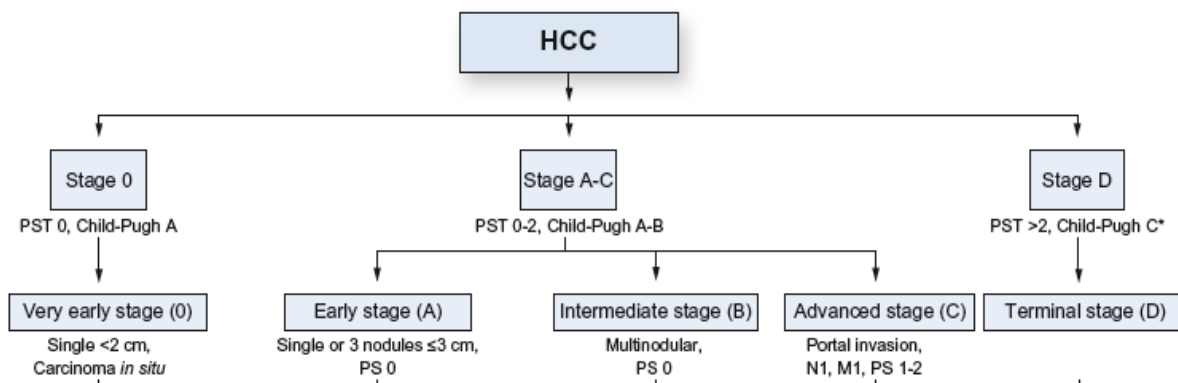 HCC
Stage 0
PST 0, Child-Pugh A
Stage A-C
PST 0-2, Child-Pugh A-B
Stage D
PST >2, Child-Pugh C*
Very early stage (0)
Single <2 cm,
Carcinoma in situ
Early stage (A)
Single or 3 nodules ≤3 cm,
PS 0
Intermediate stage (B)
Multinodular,
PS 0
Advanced stage (C)
Portal invasion,
N1, M1, PS 1-2
Terminal stage (D)